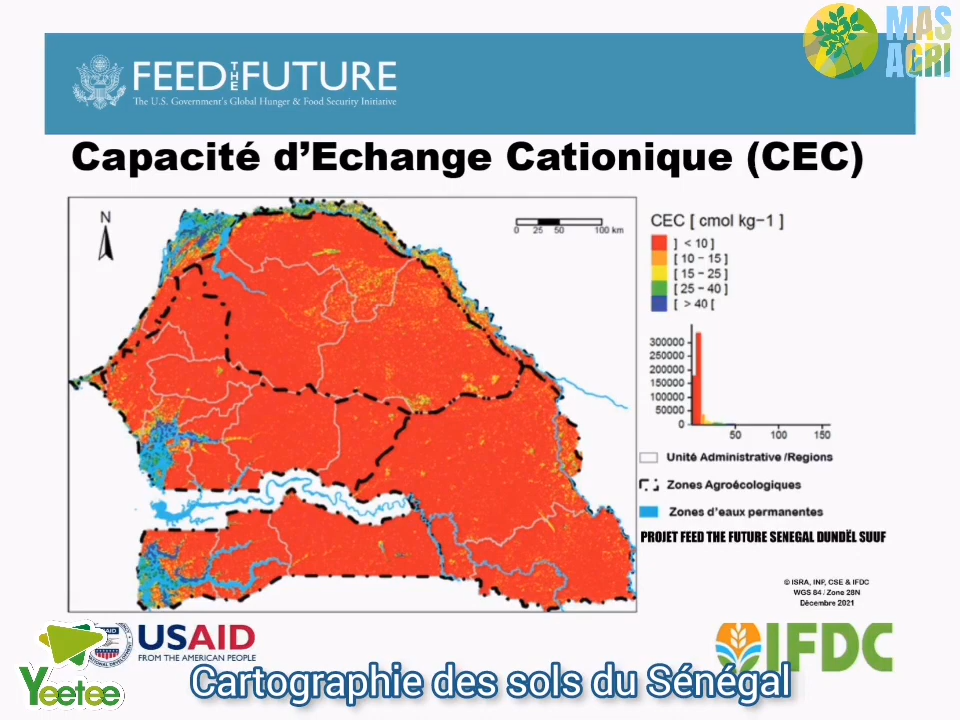 MAS
AGRI
FEED THE FUTURE
The U.S. Government's Global Hunger & Food Security Initiative
Capacité d'Echange Cationique (CEC)
N
0 25 50 100 km
CEC [ cmol kg−1 ]
] < 10 ]
[ 10 − 15 ]
[ 15 − 25 ]
[ 25 − 40 ]
[ > 40 [
300000
250000
200000
150000
100000
50000
0
50 100 150
Unité Administrative /Regions
Zones Agroécologiques
Zones d'eaux permanentes
PROJET FEED THE FUTURE SENEGAL DUNDËL SUUF
© ISRA, INP, CSE & IFDC
WGS 84 / Zone 28N
Décembre 2021
USAID
FROM THE AMERICAN PEOPLE
IFDC
Yeetee
Cartographie des sols du Sénégal